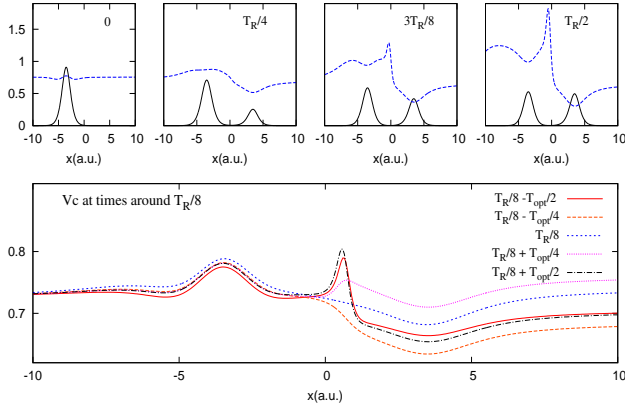 0
T_R/4
3T_R/8
T_R/2
1.5
1
0.5
0
-10 -5 0 5 10
-10 -5 0 5 10
-10 -5 0 5 10
-10 -5 0 5 10
x(a.u.)
x(a.u.)
x(a.u.)
x(a.u.)
Vc at times around T_R/8
T_R/8 -T_opt/2
T_R/8 - T_opt/4
T_R/8
T_R/8 + T_opt/4
T_R/8 + T_opt/2
0.8
0.7
-10 -5 0 5 10
x(a.u.)